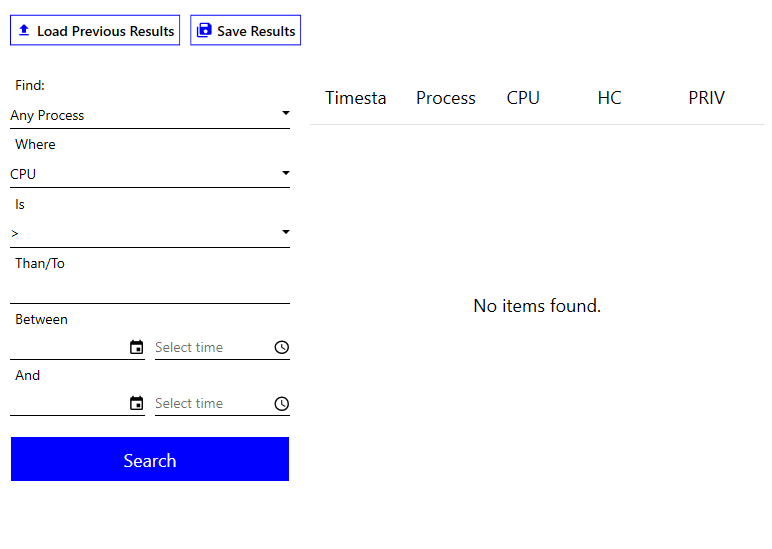 Load Previous Results Save Results
Find:
Any Process
Where
CPU
Is
>
Than/To
Between
Select time
And
Select time
Search
Timesta Process CPU HC PRIV
No items found.